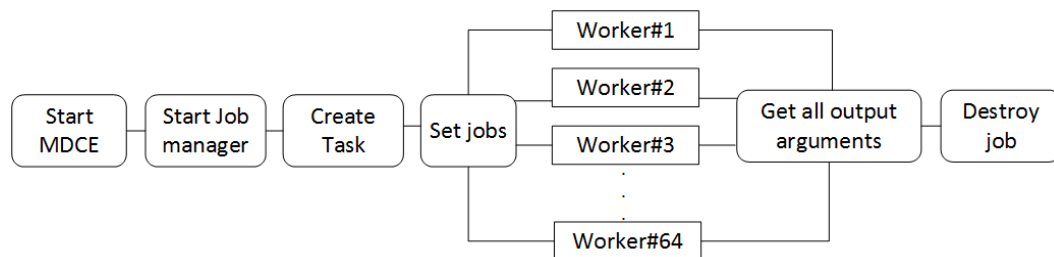 Start
MDCE
Start Job
manager
Create
Task
Set jobs
Worker#1
Worker#2
Worker#3
.
.
.
Worker#64
Get all output
arguments
Destroy
job